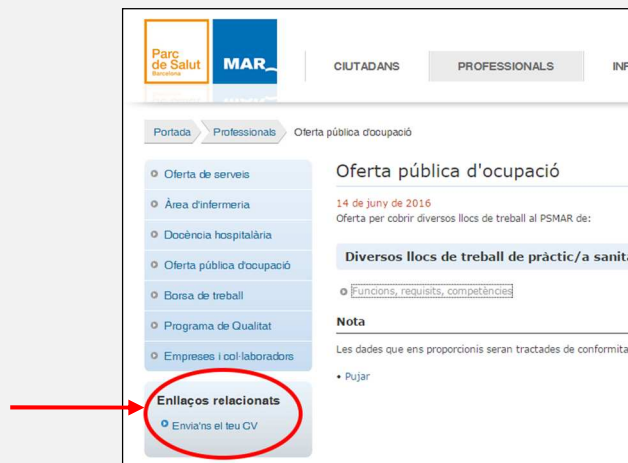 Parc
de Salut
Barcelona
MAR
CIUTADANS
PROFESSIONALS
Portada
Professionals
Oferta pública d'ocupació
Oferta de serveis
Àrea d'infermeria
Docència hospitalària
Oferta pública d'ocupació
Borsa de treball
Programa de Qualitat
Empreses i col·laboradors
Enllaços relacionats
Envia'ns el teu CV
Oferta pública d'ocupació
14 de juny de 2016
Oferta per cobrir diversos llocs de treball al PSMAR de:
Diversos llocs de treball de pràctic/a
Funcions, requisits, competències
Nota
Les dades que ens proporcionis seran tractades de
• Pujar